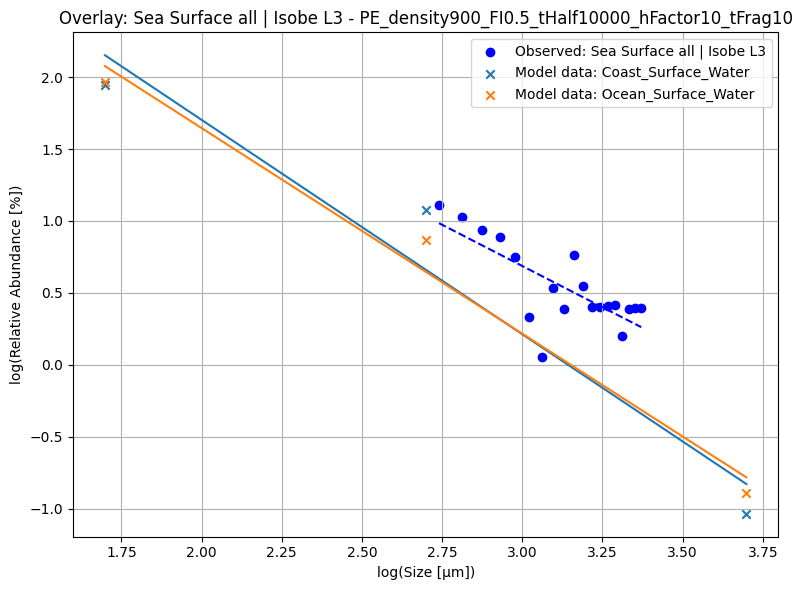 Overlay: Sea Surface all | Isobe L3 - PE_density900_FI0.5_tHalf10000_hFactor10_tFrag10
Observed: Sea Surface all | Isobe L3
Model data: Coast_Surface_Water
Model data: Ocean_Surface_Water
2.0
1.5
1.0
0.5
0.0
−0.5
−1.0
log(Relative Abundance [%])
1.75 2.00 2.25 2.50 2.75 3.00 3.25 3.50 3.75
log(Size [µm])